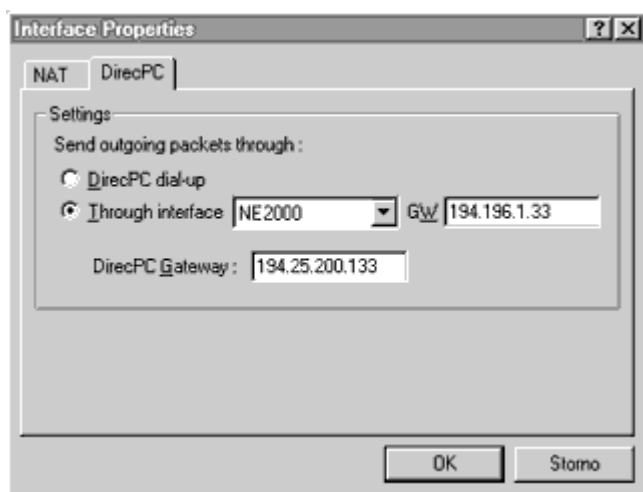 Interface Properties
NAT DirecPC
Settings
Send outgoing packets through :
DirecPC dial-up
Through interface NE2000 GW 194.196.1.33
DirecPC Gateway : 194.25.200.133
OK Storno